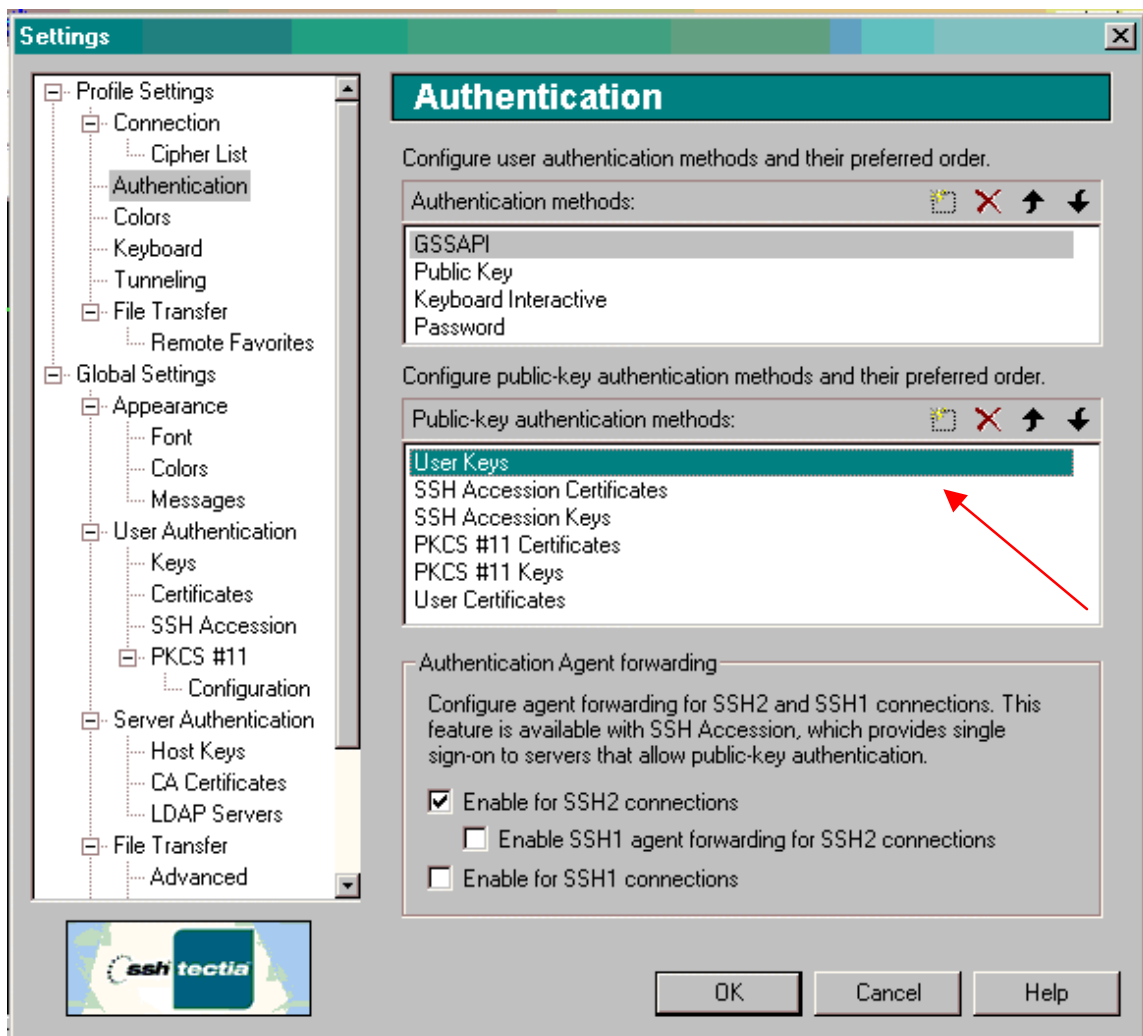 Settings
Profile Settings
Connection
Cipher List
Authentication
Colors
Keyboard
Tunneling
File Transfer
Remote Favorites
Global Settings
Appearance
Font
Colors
Messages
User Authentication
Keys
Certificates
SSH Accession
PKCS #11
Configuration
Server Authentication
Host Keys
CA Certificates
LDAP Servers
File Transfer
Advanced
ssh tectia
Authentication
Configure user authentication methods and their preferred order.
Authentication methods:
GSSAPI
Public Key
Keyboard Interactive
Password
Configure public-key authentication methods and their preferred order.
Public-key authentication methods:
User Keys
SSH Accession Certificates
SSH Accession Keys
PKCS #11 Certificates
PKCS #11 Keys
User Certificates
Authentication Agent forwarding
Configure agent forwarding for SSH2 and SSH1 connections. This
feature is available with SSH Accession, which provides single
sign-on to servers that allow public-key authentication.
Enable for SSH2 connections
Enable SSH1 agent forwarding for SSH2 connections
Enable for SSH1 connections
OK
Cancel
Help